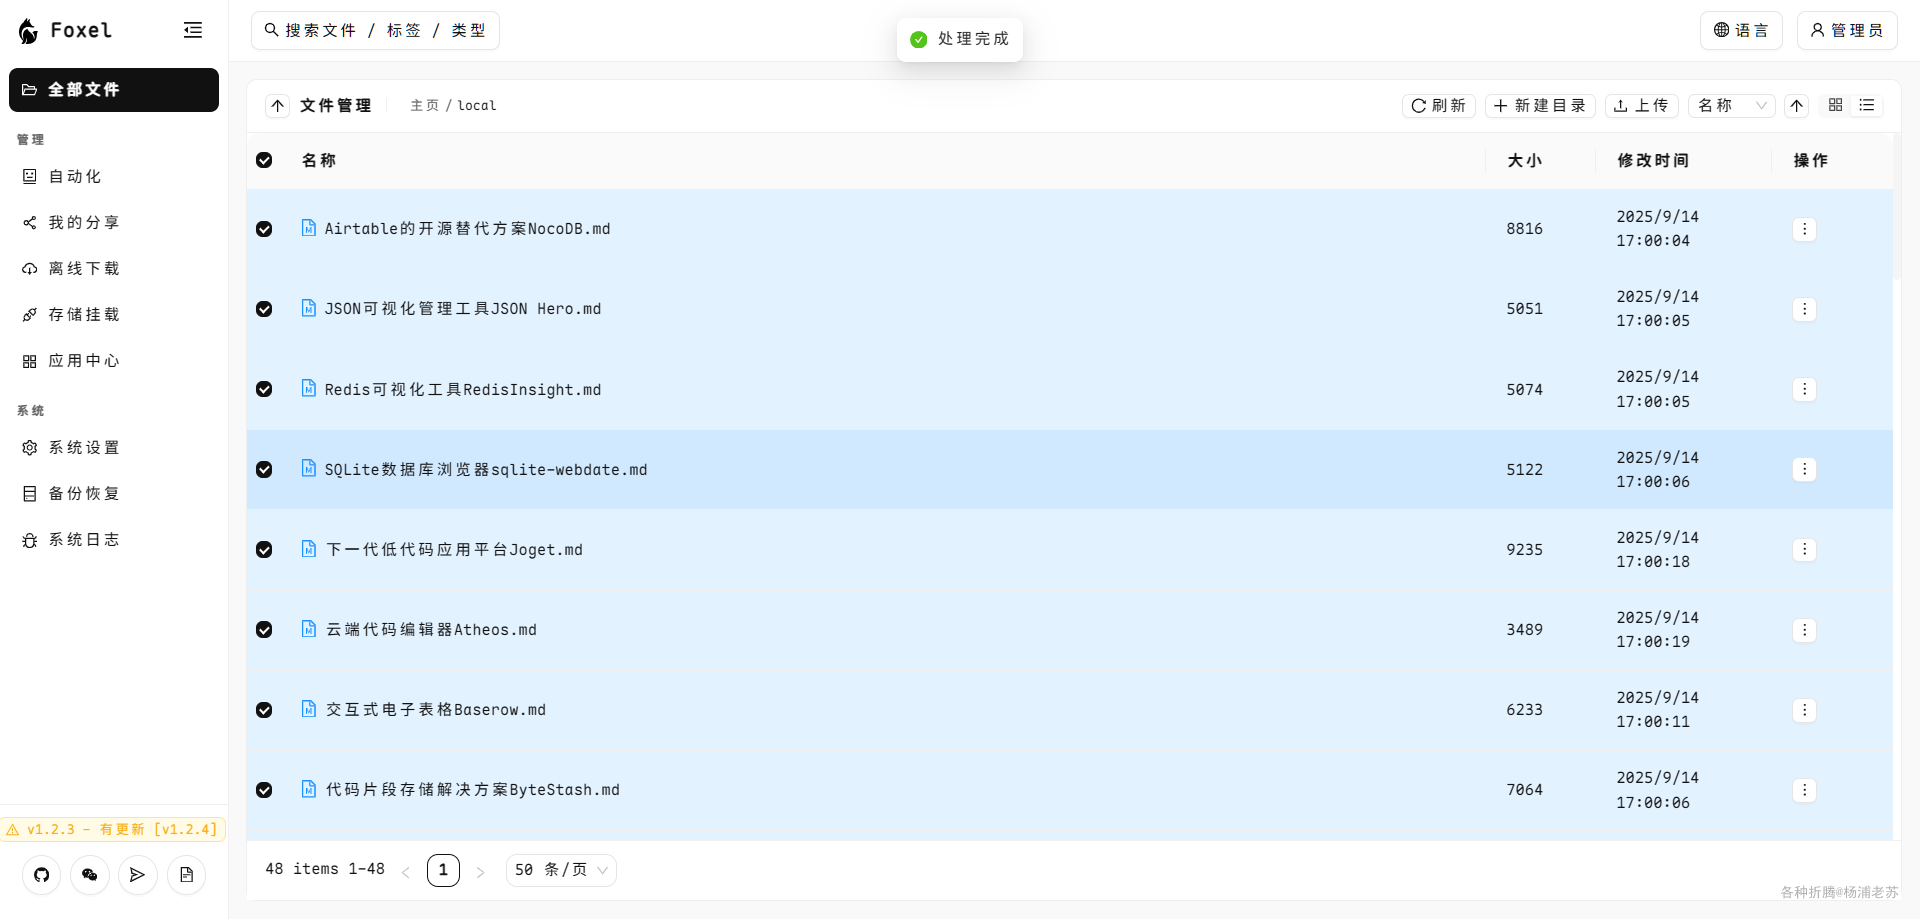 Foxel
搜索文件 / 标签 / 类型
处理完成
语言
管理员
全部文件
管理
自动化
我的分享
离线下载
存储挂载
应用中心
系统
系统设置
备份恢复
系统日志
v1.2.3 - 有更新 [v1.2.4]
文件管理
主页 / local
刷新
新建目录
上传
名称
名称 大小 修改时间 操作
Airtable的开源替代方案NocoDB.md 8816 2025/9/14 17:00:04
JSON可视化管理工具JSON Hero.md 5051 2025/9/14 17:00:05
Redis可视化工具RedisInsight.md 5074 2025/9/14 17:00:05
SQLite数据库浏览器sqlite-webdate.md 5122 2025/9/14 17:00:06
下一代低代码应用平台Joget.md 9235 2025/9/14 17:00:18
云端代码编辑器Atheos.md 3489 2025/9/14 17:00:19
交互式电子表格Baserow.md 6233 2025/9/14 17:00:11
代码片段存储解决方案ByteStash.md 7064 2025/9/14 17:00:06
48 items 1-48
1
50 条/页
各种折腾@杨浦老苏